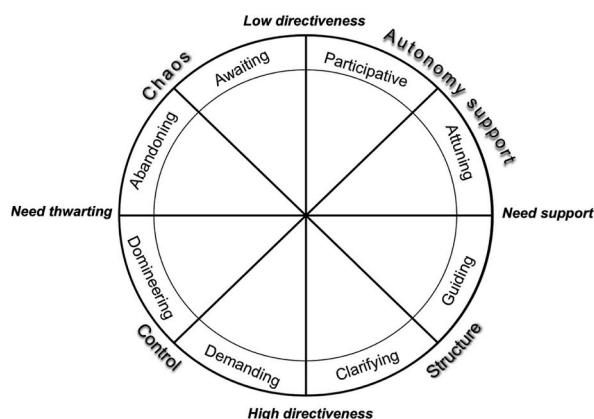 Low directiveness
Chaos
Autonomy support
Awaiting
Participative
Abandoning
Attuning
Need thwarting
Need support
Domineering
Guiding
Control
Demanding
Clarifying
Structure
High directiveness